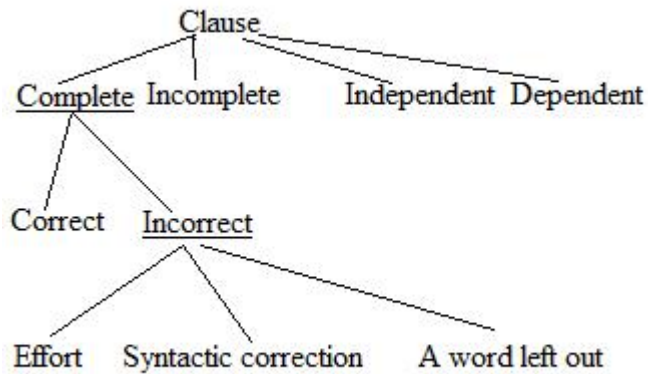 Clause
Complete Incomplete Independent Dependent
Correct Incorrect
Effort Syntactic correction A word left out